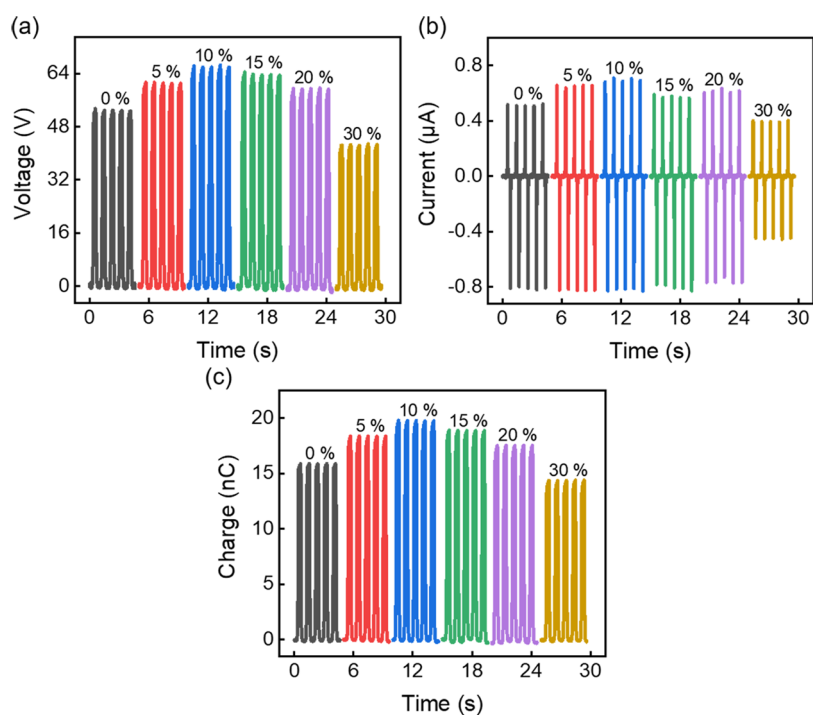 (a)
Voltage (V)
64
48
32
16
0
0 %
5 %
10 %
15 %
20 %
30 %
0 6 12 18 24 30
Time (s)
(b)
Current (µA)
0.8
0.4
0.0
-0.4
-0.8
0 %
5 %
10 %
15 %
20 %
30 %
0 6 12 18 24 30
Time (s)
(c)
Charge (nC)
20
15
10
5
0
0 %
5 %
10 %
15 %
20 %
30 %
0 6 12 18 24 30
Time (s)